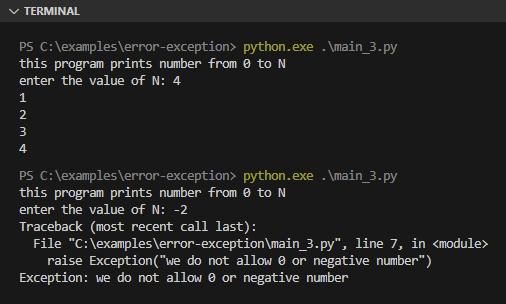 TERMINAL
PS C:\examples\error-exception> python.exe .\main_3.py
this program prints number from 0 to N
enter the value of N: 4
1
2
3
4
PS C:\examples\error-exception> python.exe .\main_3.py
this program prints number from 0 to N
enter the value of N: -2
Traceback (most recent call last):
  File "C:\examples\error-exception\main_3.py", line 7, in <module>
    raise Exception("we do not allow 0 or negative number")
Exception: we do not allow 0 or negative number